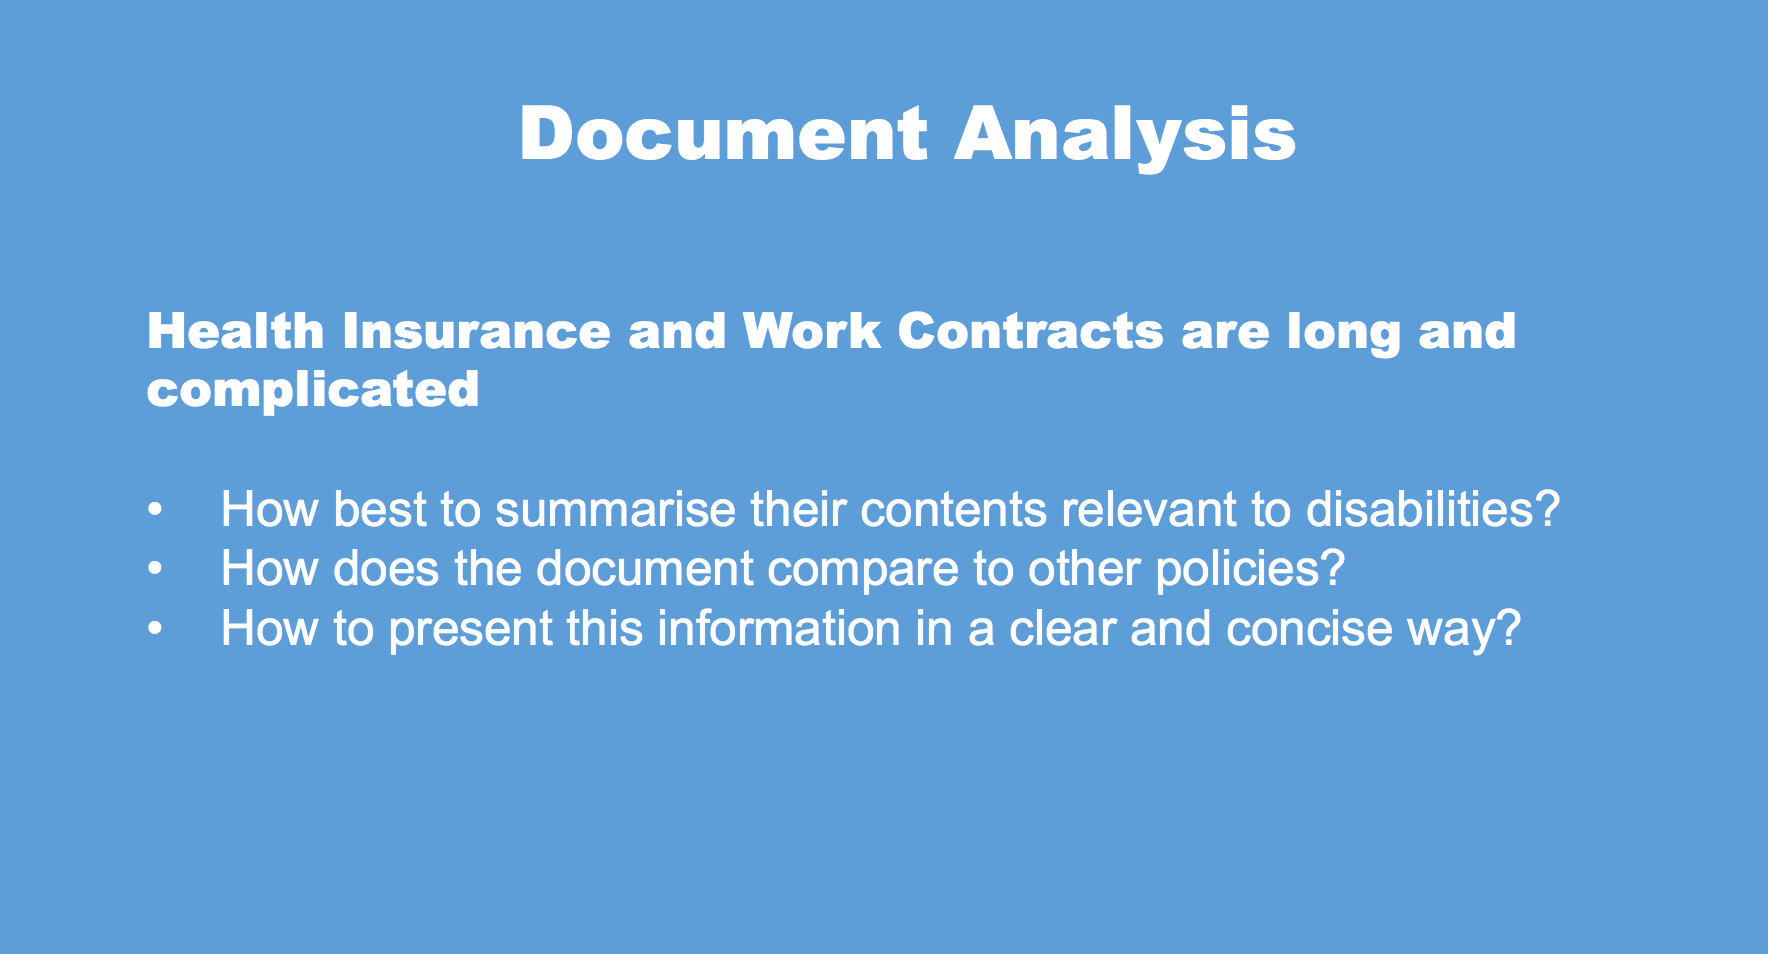 Document Analysis
Health Insurance and Work Contracts are long and
complicated
• How best to summarise their contents relevant to disabilities?
• How does the document compare to other policies?
• How to present this information in a clear and concise way?